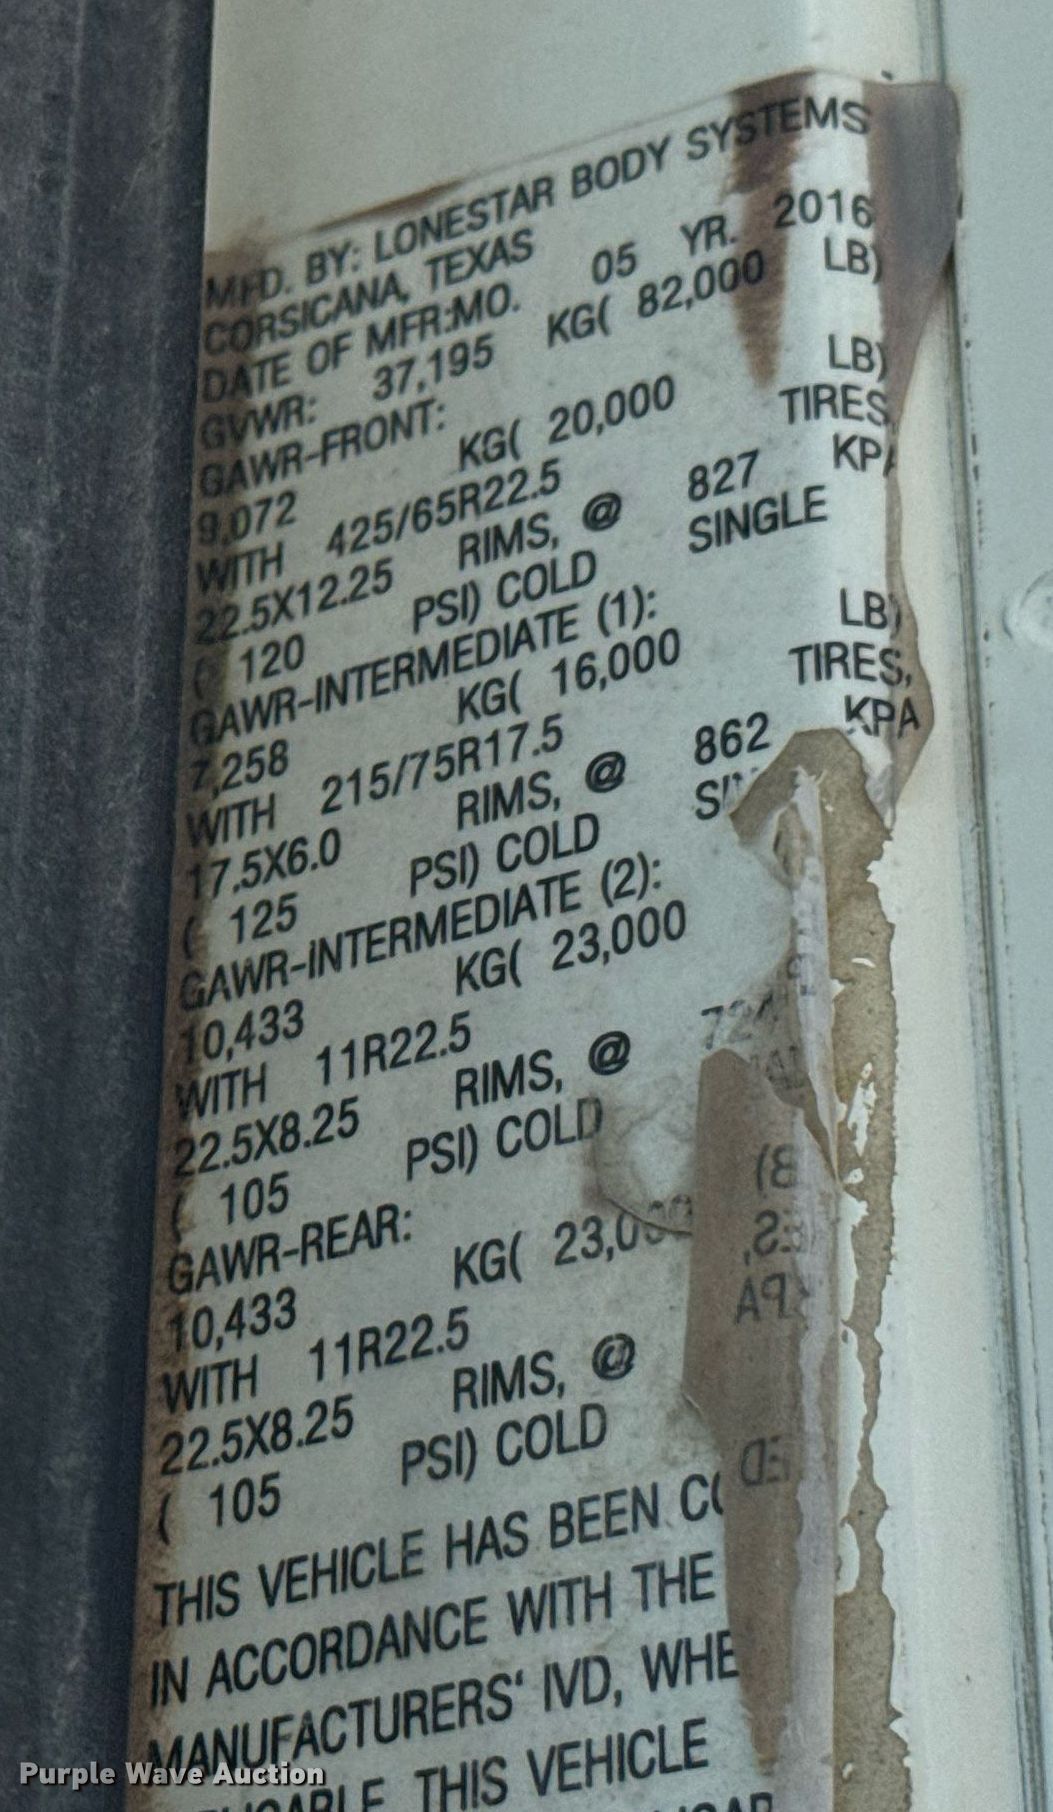 MFD. BY: LONESTAR BODY SYSTEMS
CORSICANA, TEXAS
DATE OF MFR:MO. 05 YR. 2016
GVWR: 37,195 KG( 82,000 LB)
GAWR-FRONT:
9,072 KG( 20,000 LB)
WITH 425/65R22.5 TIRES,
22.5X12.25 RIMS, @ 827 KPA
( 120 PSI) COLD SINGLE
GAWR-INTERMEDIATE (1):
7,258 KG( 16,000 LB)
WITH 215/75R17.5 TIRES,
17.5X6.0 RIMS, @ 862 KPA
( 125 PSI) COLD
GAWR-INTERMEDIATE (2):
10,433 KG( 23,000
WITH 11R22.5
22.5X8.25 RIMS, @
( 105 PSI) COLD
GAWR-REAR:
10,433 KG( 23,000
WITH 11R22.5
22.5X8.25 RIMS, @
( 105 PSI) COLD
THIS VEHICLE HAS BEEN
IN ACCORDANCE WITH THE
MANUFACTURERS' IVD,
THIS VEHICLE
Purple Wave Auction